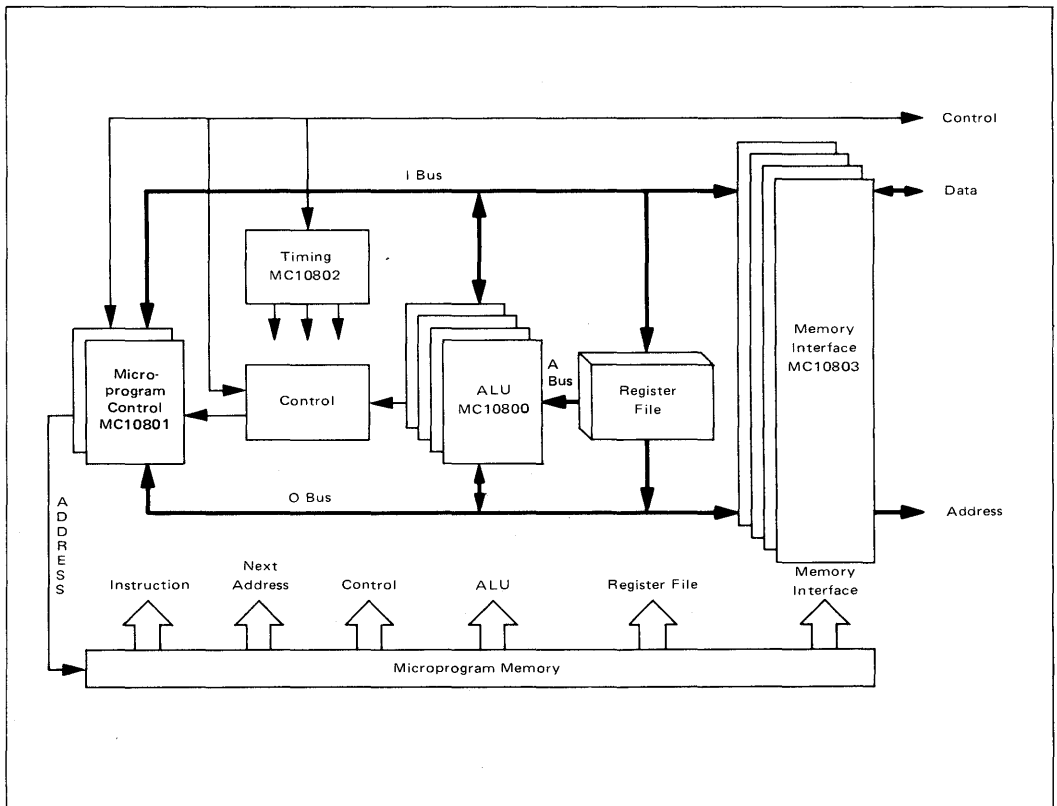 Control
I Bus
Data
Timing
MC10802
Memory
Interface
MC10803
Micro-
program
Control
MC10801
Control
ALU
MC10800
A
Bus
Register
File
O Bus
Address
ADDRESS
Instruction
Next
Address
Control
ALU
Register File
Memory
Interface
Microprogram Memory